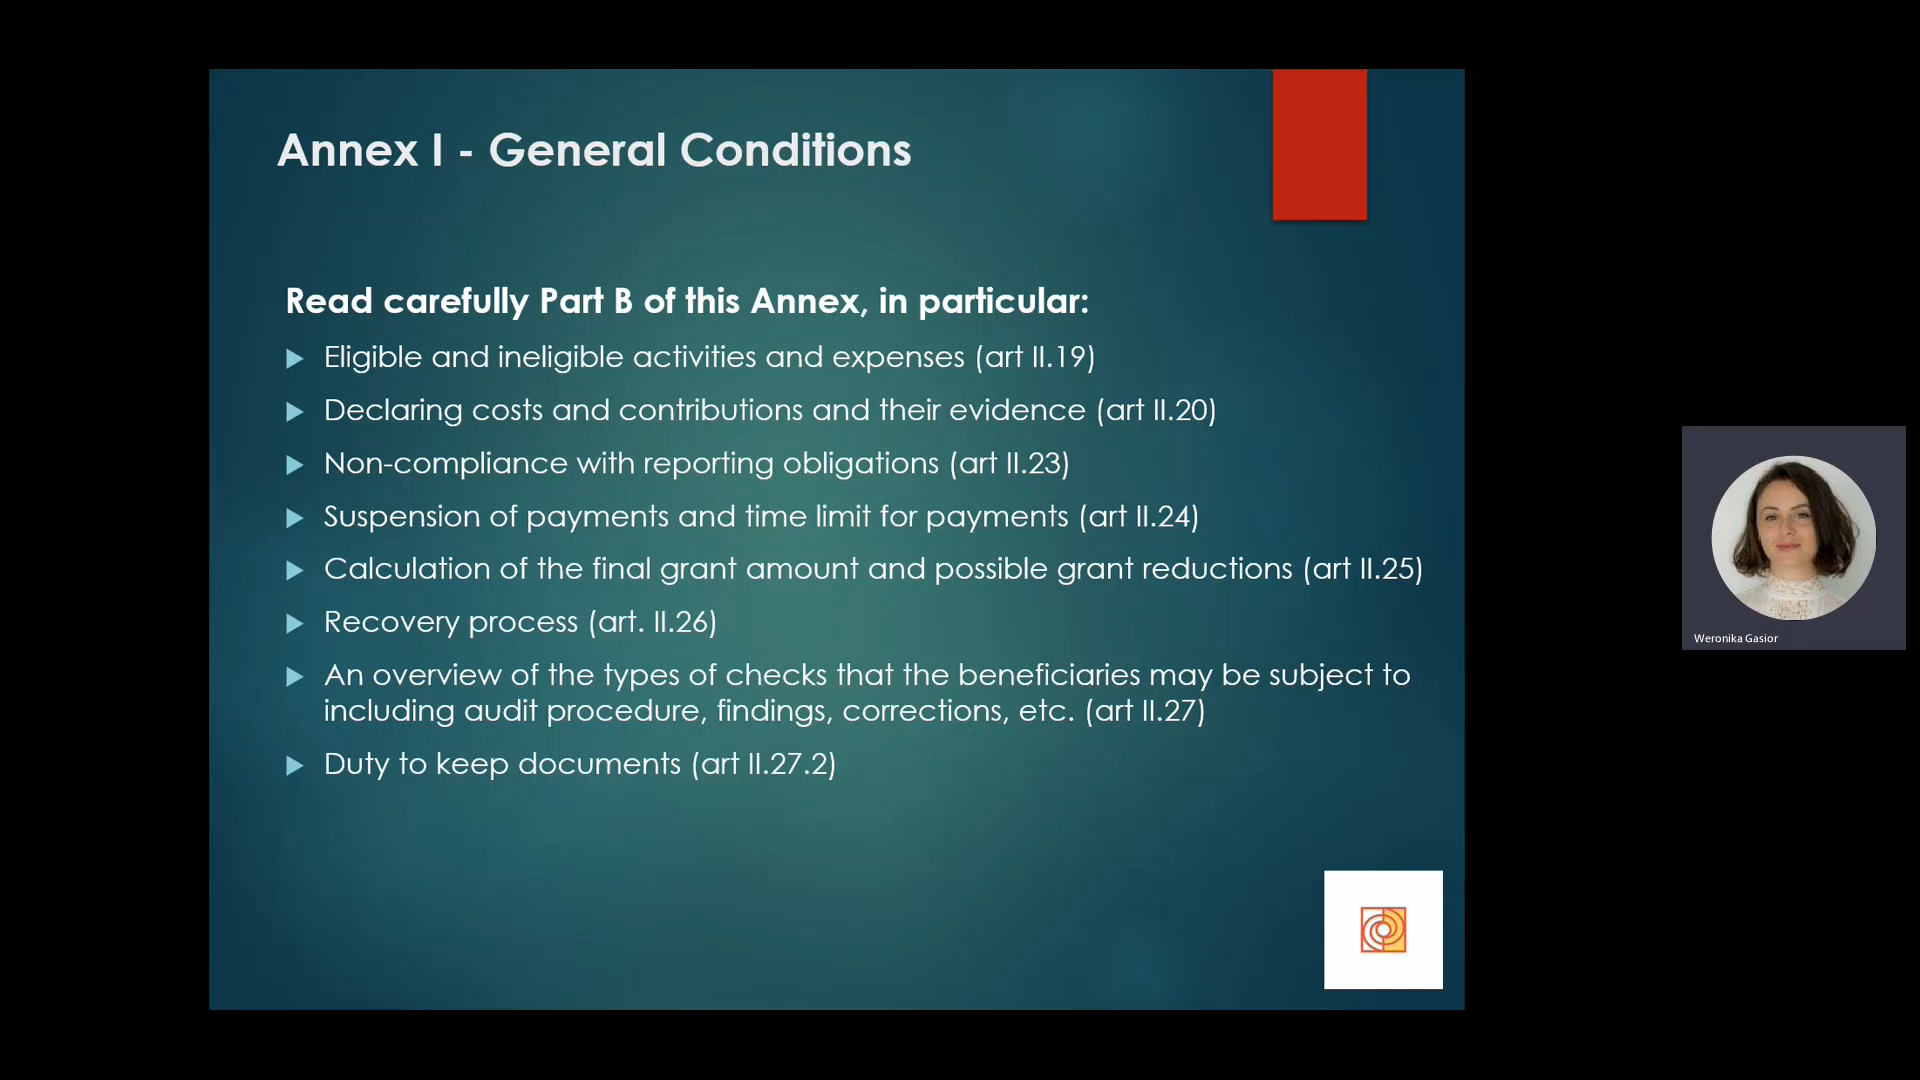 Annex I - General Conditions
Read carefully Part B of this Annex, in particular:
Eligible and ineligible activities and expenses (art II.19)
Declaring costs and contributions and their evidence (art II.20)
Non-compliance with reporting obligations (art II.23)
Suspension of payments and time limit for payments (art II.24)
Calculation of the final grant amount and possible grant reductions (art II.25)
Recovery process (art. II.26)
An overview of the types of checks that the beneficiaries may be subject to
including audit procedure, findings, corrections, etc. (art II.27)
Duty to keep documents (art II.27.2)
Weronika Gasior